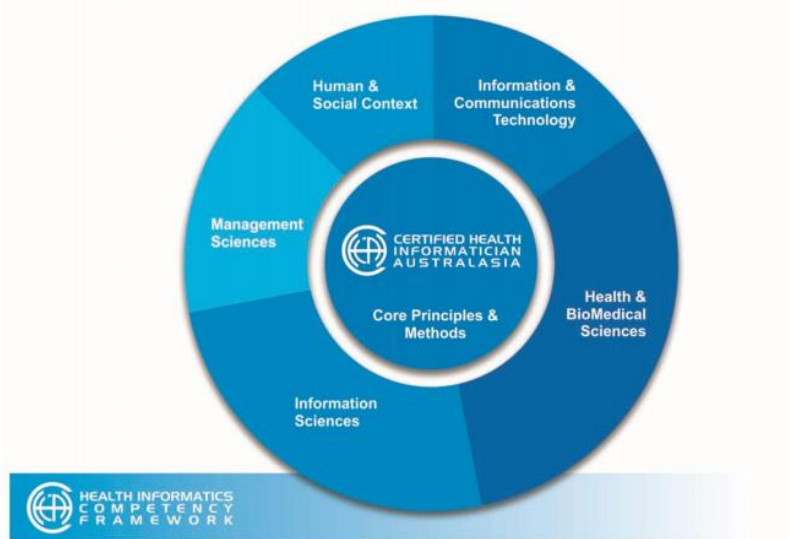 Human &
Social Context
Information &
Communications
Technology
Management
Sciences
CERTIFIED HEALTH
INFORMATICIAN
AUSTRALASIA
Core Principles &
Methods
Health &
BioMedical
Sciences
Information
Sciences
HEALTH INFORMATICS
COMPETENCY
FRAMEWORK